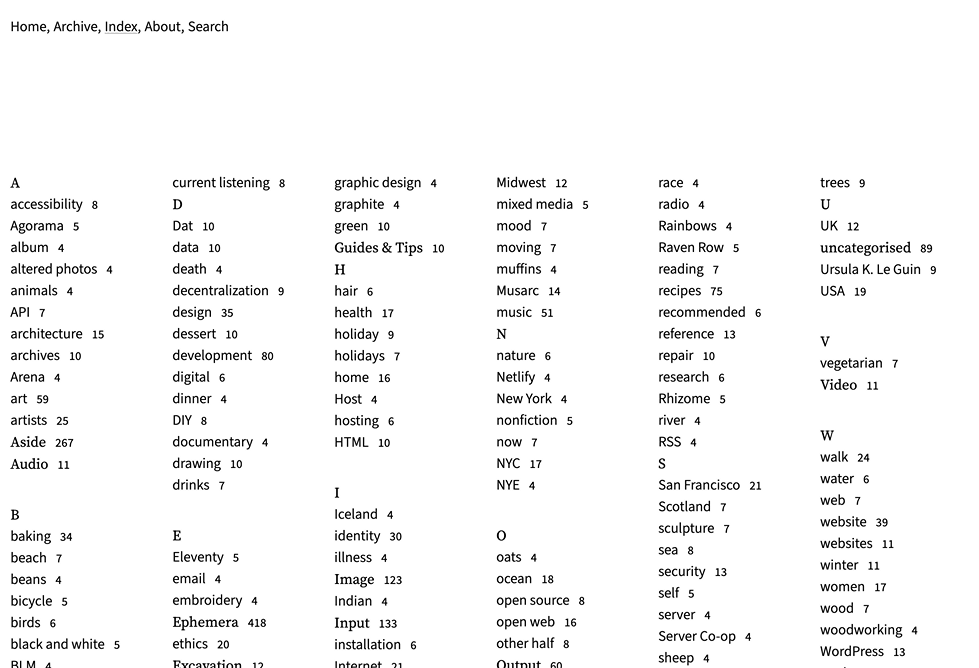 Home, Archive, Index, About, Search
A
accessibility 8
Agorama 5
album 4
altered photos 4
animals 4
API 7
architecture 15
archives 10
Arena 4
art 59
artists 25
Aside 267
Audio 11
B
baking 34
beach 7
beans 4
bicycle 5
birds 6
black and white 5
BLM 4
current listening 8
D
Dat 10
data 10
death 4
decentralization 9
design 35
dessert 10
development 80
digital 6
dinner 4
DIY 8
documentary 4
drawing 10
drinks 7
E
Eleventy 5
email 4
embroidery 4
Ephemera 418
ethics 20
Excavation 12
graphic design 4
graphite 4
green 10
Guides & Tips 10
H
hair 6
health 17
holiday 9
holidays 7
home 16
Host 4
hosting 6
HTML 10
I
Iceland 4
identity 30
illness 4
Image 123
Indian 4
Input 133
installation 6
Internet 21
Midwest 12
mixed media 5
mood 7
moving 7
muffins 4
Musarc 14
music 51
N
nature 6
Netlify 4
New York 4
nonfiction 5
now 7
NYC 17
NYE 4
O
oats 4
ocean 18
open source 8
open web 16
other half 8
Output 60
race 4
radio 4
Rainbows 4
Raven Row 5
reading 7
recipes 75
recommended 6
reference 13
repair 10
research 6
Rhizome 5
river 4
RSS 4
S
San Francisco 21
Scotland 7
sculpture 7
sea 8
security 13
self 5
server 4
Server Co-op 4
sheep 4
trees 9
U
UK 12
uncategorised 89
Ursula K. Le Guin 9
USA 19
V
vegetarian 7
Video 11
W
walk 24
water 6
web 7
website 39
websites 11
winter 11
women 17
wood 7
woodworking 4
WordPress 13